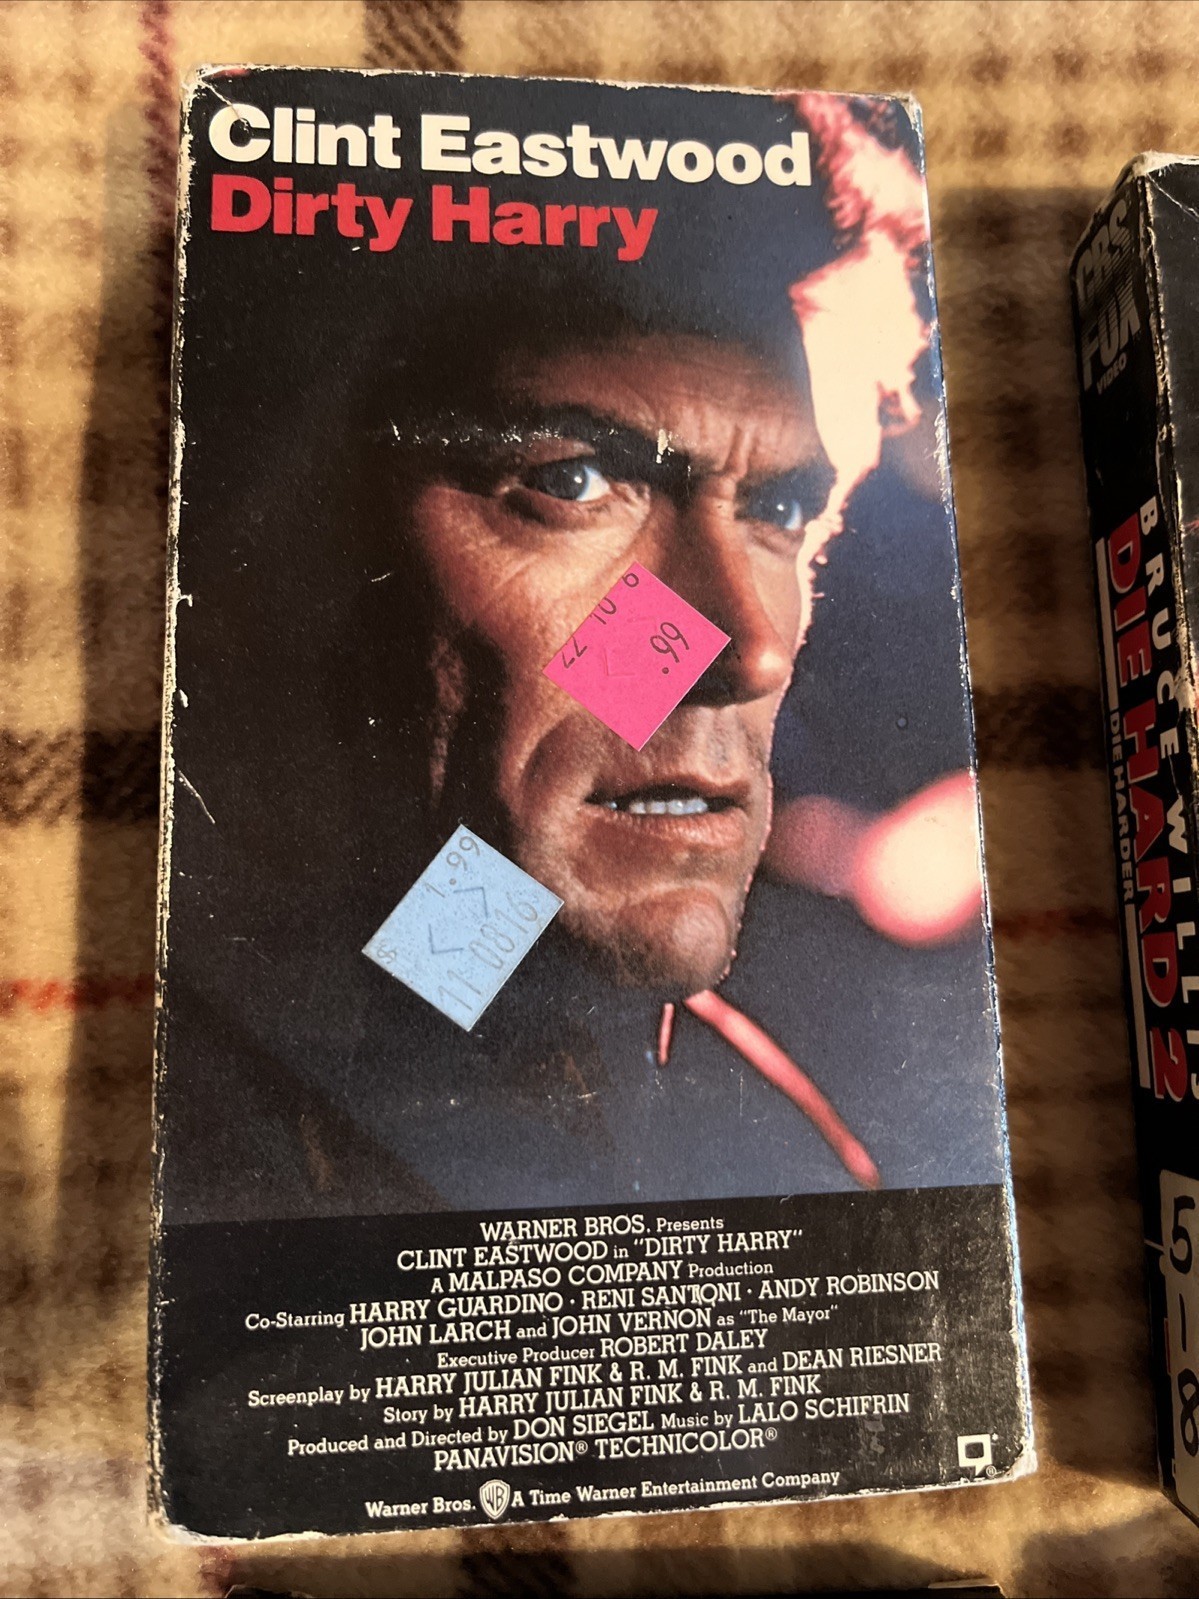 Clint Eastwood
Dirty Harry
.99
$ 1.99
WARNER BROS. Presents
CLINT EASTWOOD in "DIRTY HARRY"
A MALPASO COMPANY Production
Co-Starring HARRY GUARDINO · RENI SANTONI · ANDY ROBINSON
JOHN LARCH and JOHN VERNON as "The Mayor"
Executive Producer ROBERT DALEY
Screenplay by HARRY JULIAN FINK & R. M. FINK and DEAN RIESNER
Story by HARRY JULIAN FINK & R. M. FINK
Produced and Directed by DON SIEGEL Music by LALO SCHIFRIN
PANAVISION® TECHNICOLOR®
Warner Bros. WB A Time Warner Entertainment Company
CBS
FOX
VIDEO
BRUCE WILLIS
DIE HARD 2
DIE HARDER